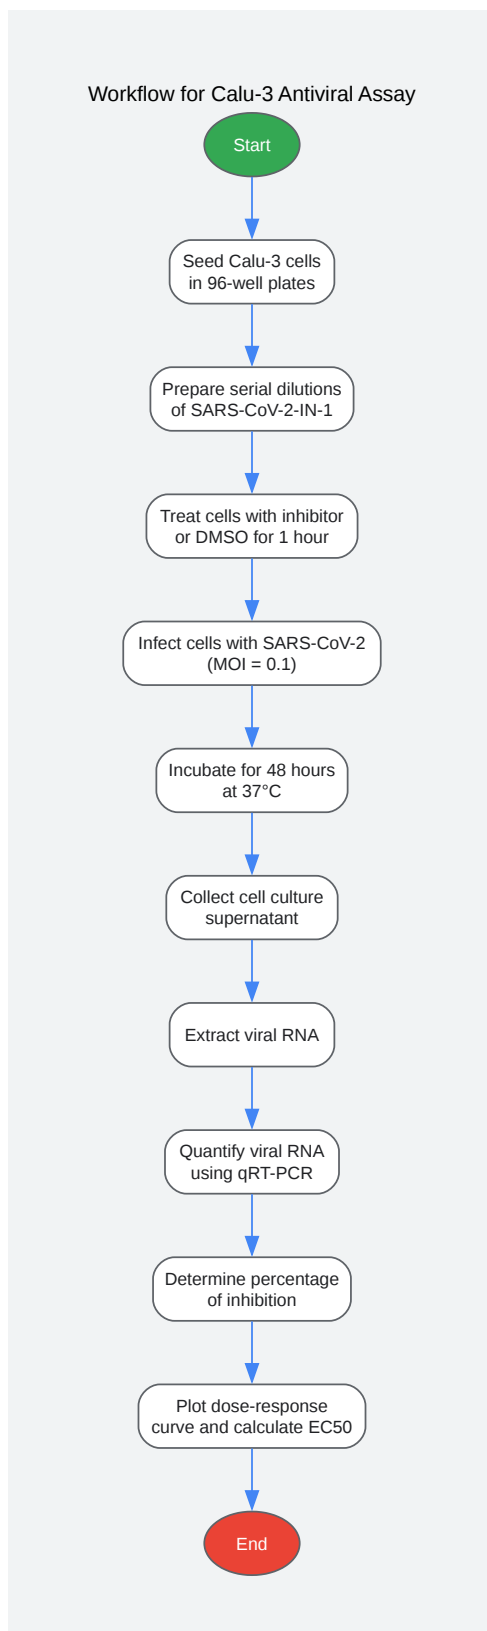 Workflow for Calu-3 Antiviral Assay
Start
Seed Calu-3 cells
in 96-well plates
Prepare serial dilutions
of SARS-CoV-2-IN-1
Treat cells with inhibitor
or DMSO for 1 hour
Infect cells with SARS-CoV-2
(MOI = 0.1)
Incubate for 48 hours
at 37°C
Collect cell culture
supernatant
Extract viral RNA
Quantify viral RNA
using qRT-PCR
Determine percentage
of inhibition
Plot dose-response
curve and calculate EC50
End